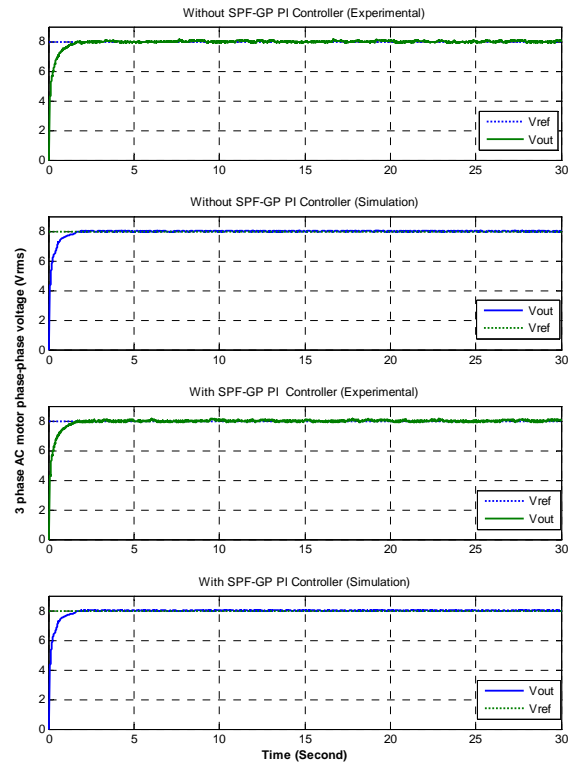 Without SPF-GP PI Controller (Experimental)
8
6
4
2
0
0 5 10 15 20 25 30
Vref
Vout
Without SPF-GP PI Controller (Simulation)
8
6
4
2
0
0 5 10 15 20 25 30
Vout
Vref
With SPF-GP PI Controller (Experimental)
8
6
4
2
0
0 5 10 15 20 25 30
Vref
Vout
With SPF-GP PI Controller (Simulation)
8
6
4
2
0
0 5 10 15 20 25 30
Vout
Vref
3 phase AC motor phase-phase voltage (Vrms)
Time (Second)